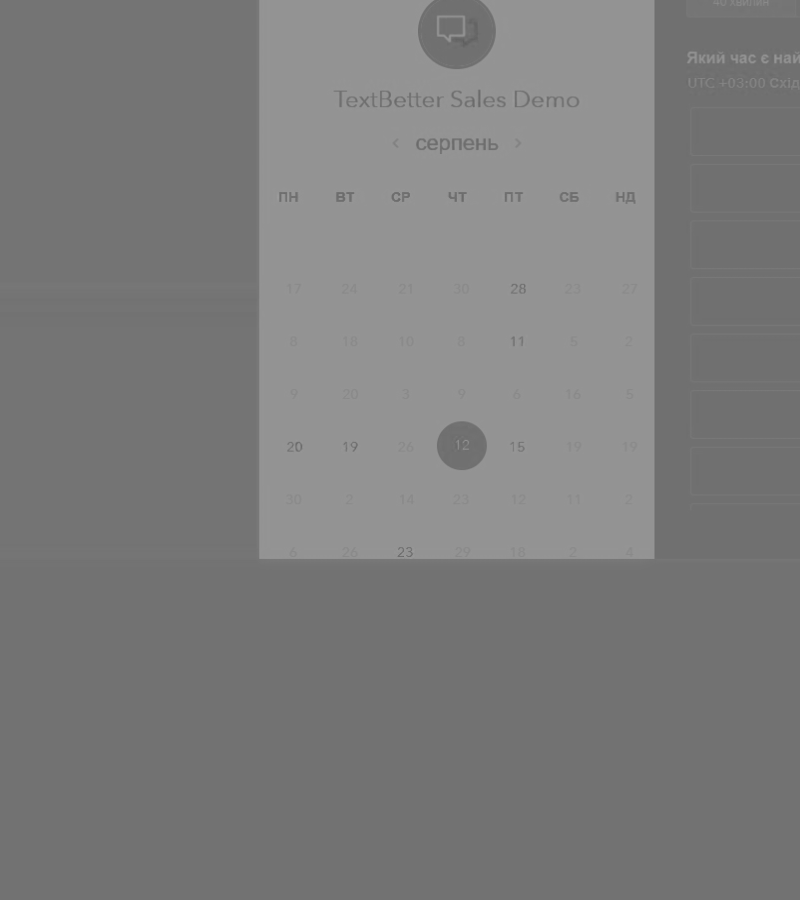 40 хвилин
Який час є най
UTC +03:00 Схід
TextBetter Sales Demo
серпень
ПН ВТ СР ЧТ ПТ СБ НД
17 24 21 30 28 23 27
8 18 10 8 11 5 2
9 20 3 9 6 16 5
20 19 26 12 15 19 19
30 2 14 23 12 11 2
6 26 23 29 18 2 4